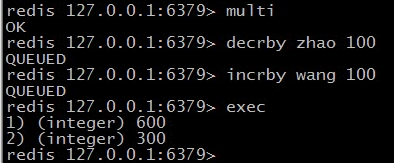 redis 127.0.0.1:6379> multi
OK
redis 127.0.0.1:6379> decrby zhao 100
QUEUED
redis 127.0.0.1:6379> incrby wang 100
QUEUED
redis 127.0.0.1:6379> exec
1) (integer) 600
2) (integer) 300
redis 127.0.0.1:6379>